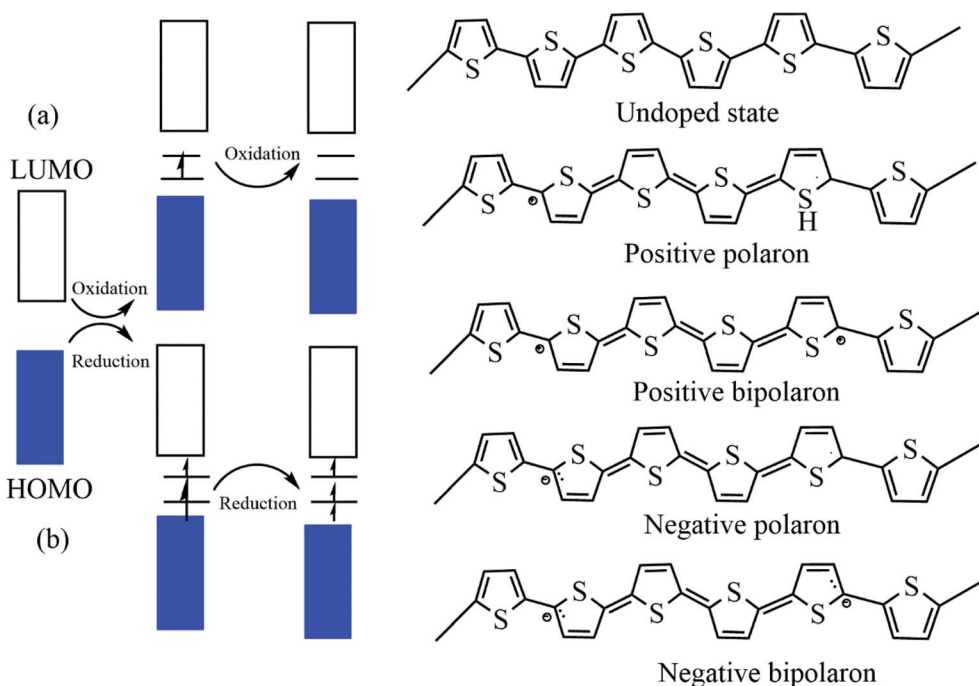 (a)
LUMO
Oxidation
Oxidation
Reduction
HOMO
(b)
Reduction
S
S
S
S
S
S
Undoped state
S
S
S
S
S
H
S
Positive polaron
S
S
S
S
S
S
Positive bipolaron
S
S
S
S
S
S
Negative polaron
S
S
S
S
S
S
Negative bipolaron